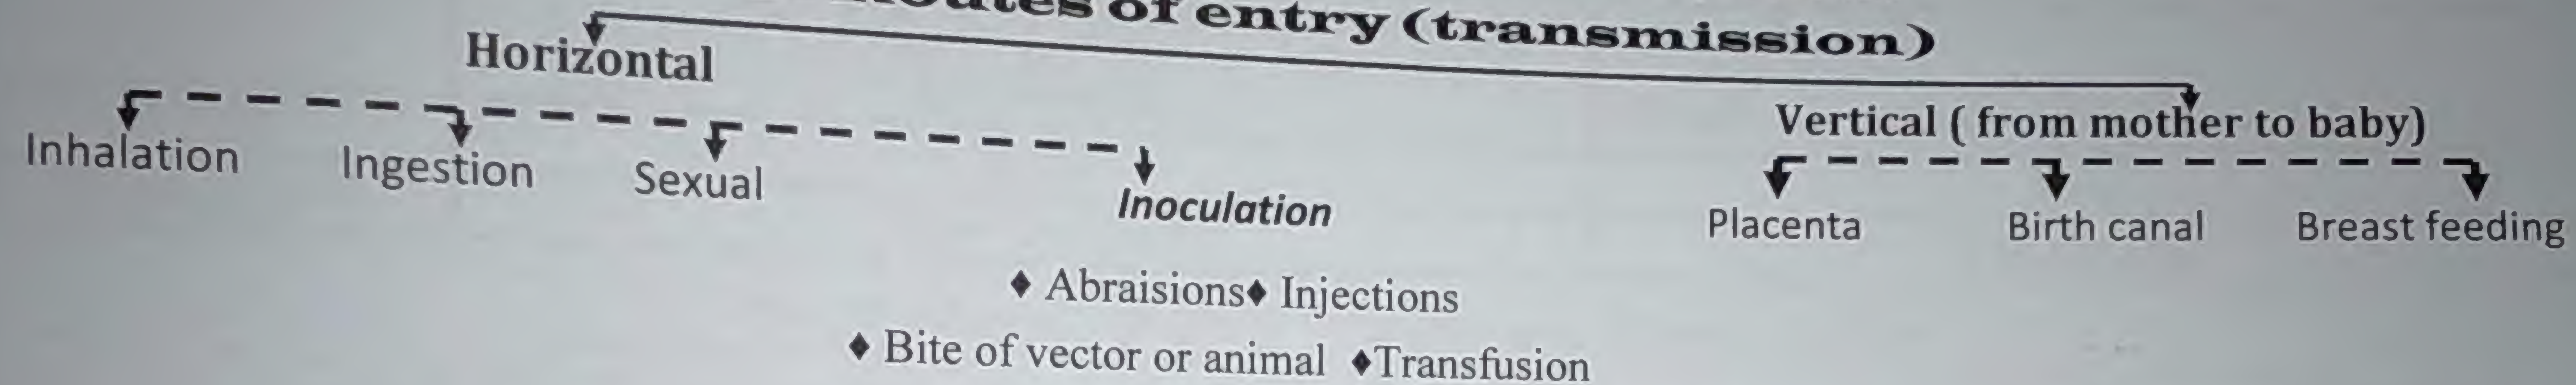 of entry (transmission)
Horizontal
Vertical ( from mother to baby)
Inhalation
Ingestion
Sexual
Inoculation
Placenta
Birth canal
Breast feeding
♦ Abraisions♦ Injections
♦ Bite of vector or animal ♦Transfusion